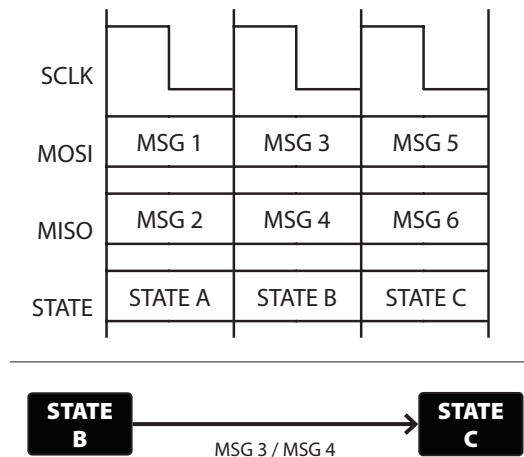 SCLK
MOSI MSG 1 MSG 3 MSG 5
MISO MSG 2 MSG 4 MSG 6
STATE STATE A STATE B STATE C
STATE
B
MSG 3 / MSG 4
STATE
C